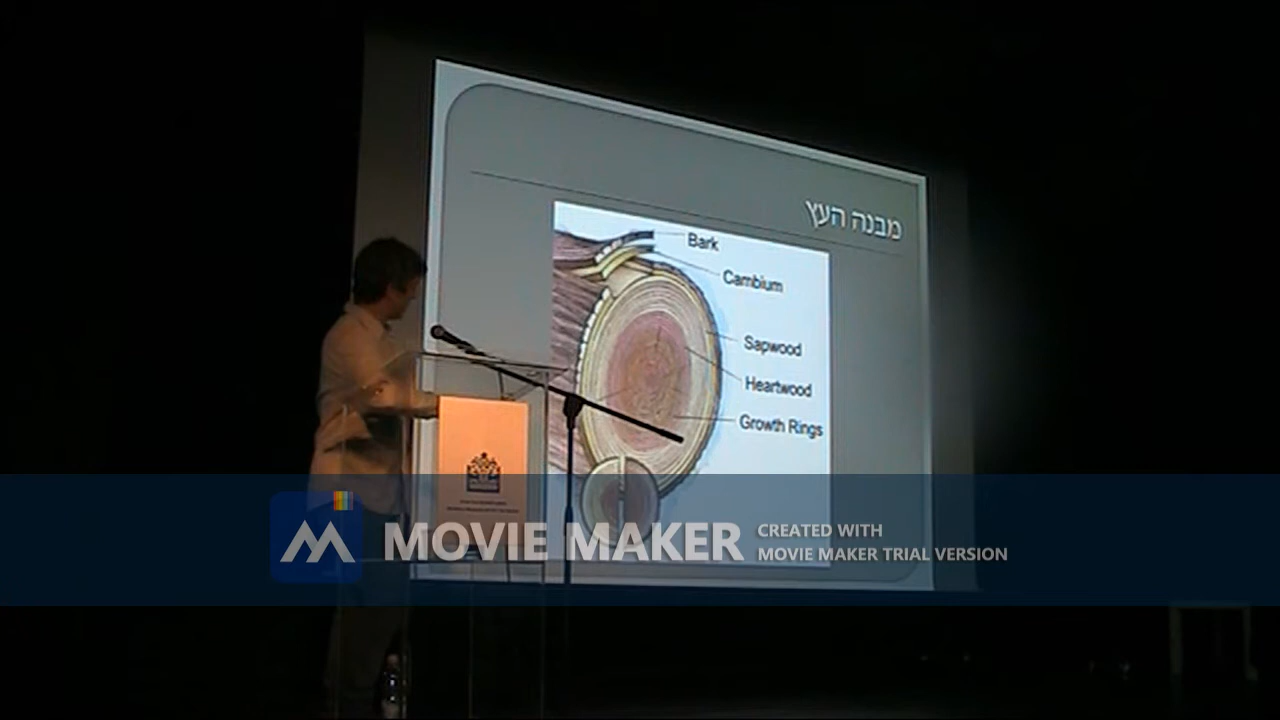 מבנה העץ
Bark
Cambium
Sapwood
Heartwood
Growth Rings
MOVIE MAKER
CREATED WITH
MOVIE MAKER TRIAL VERSION